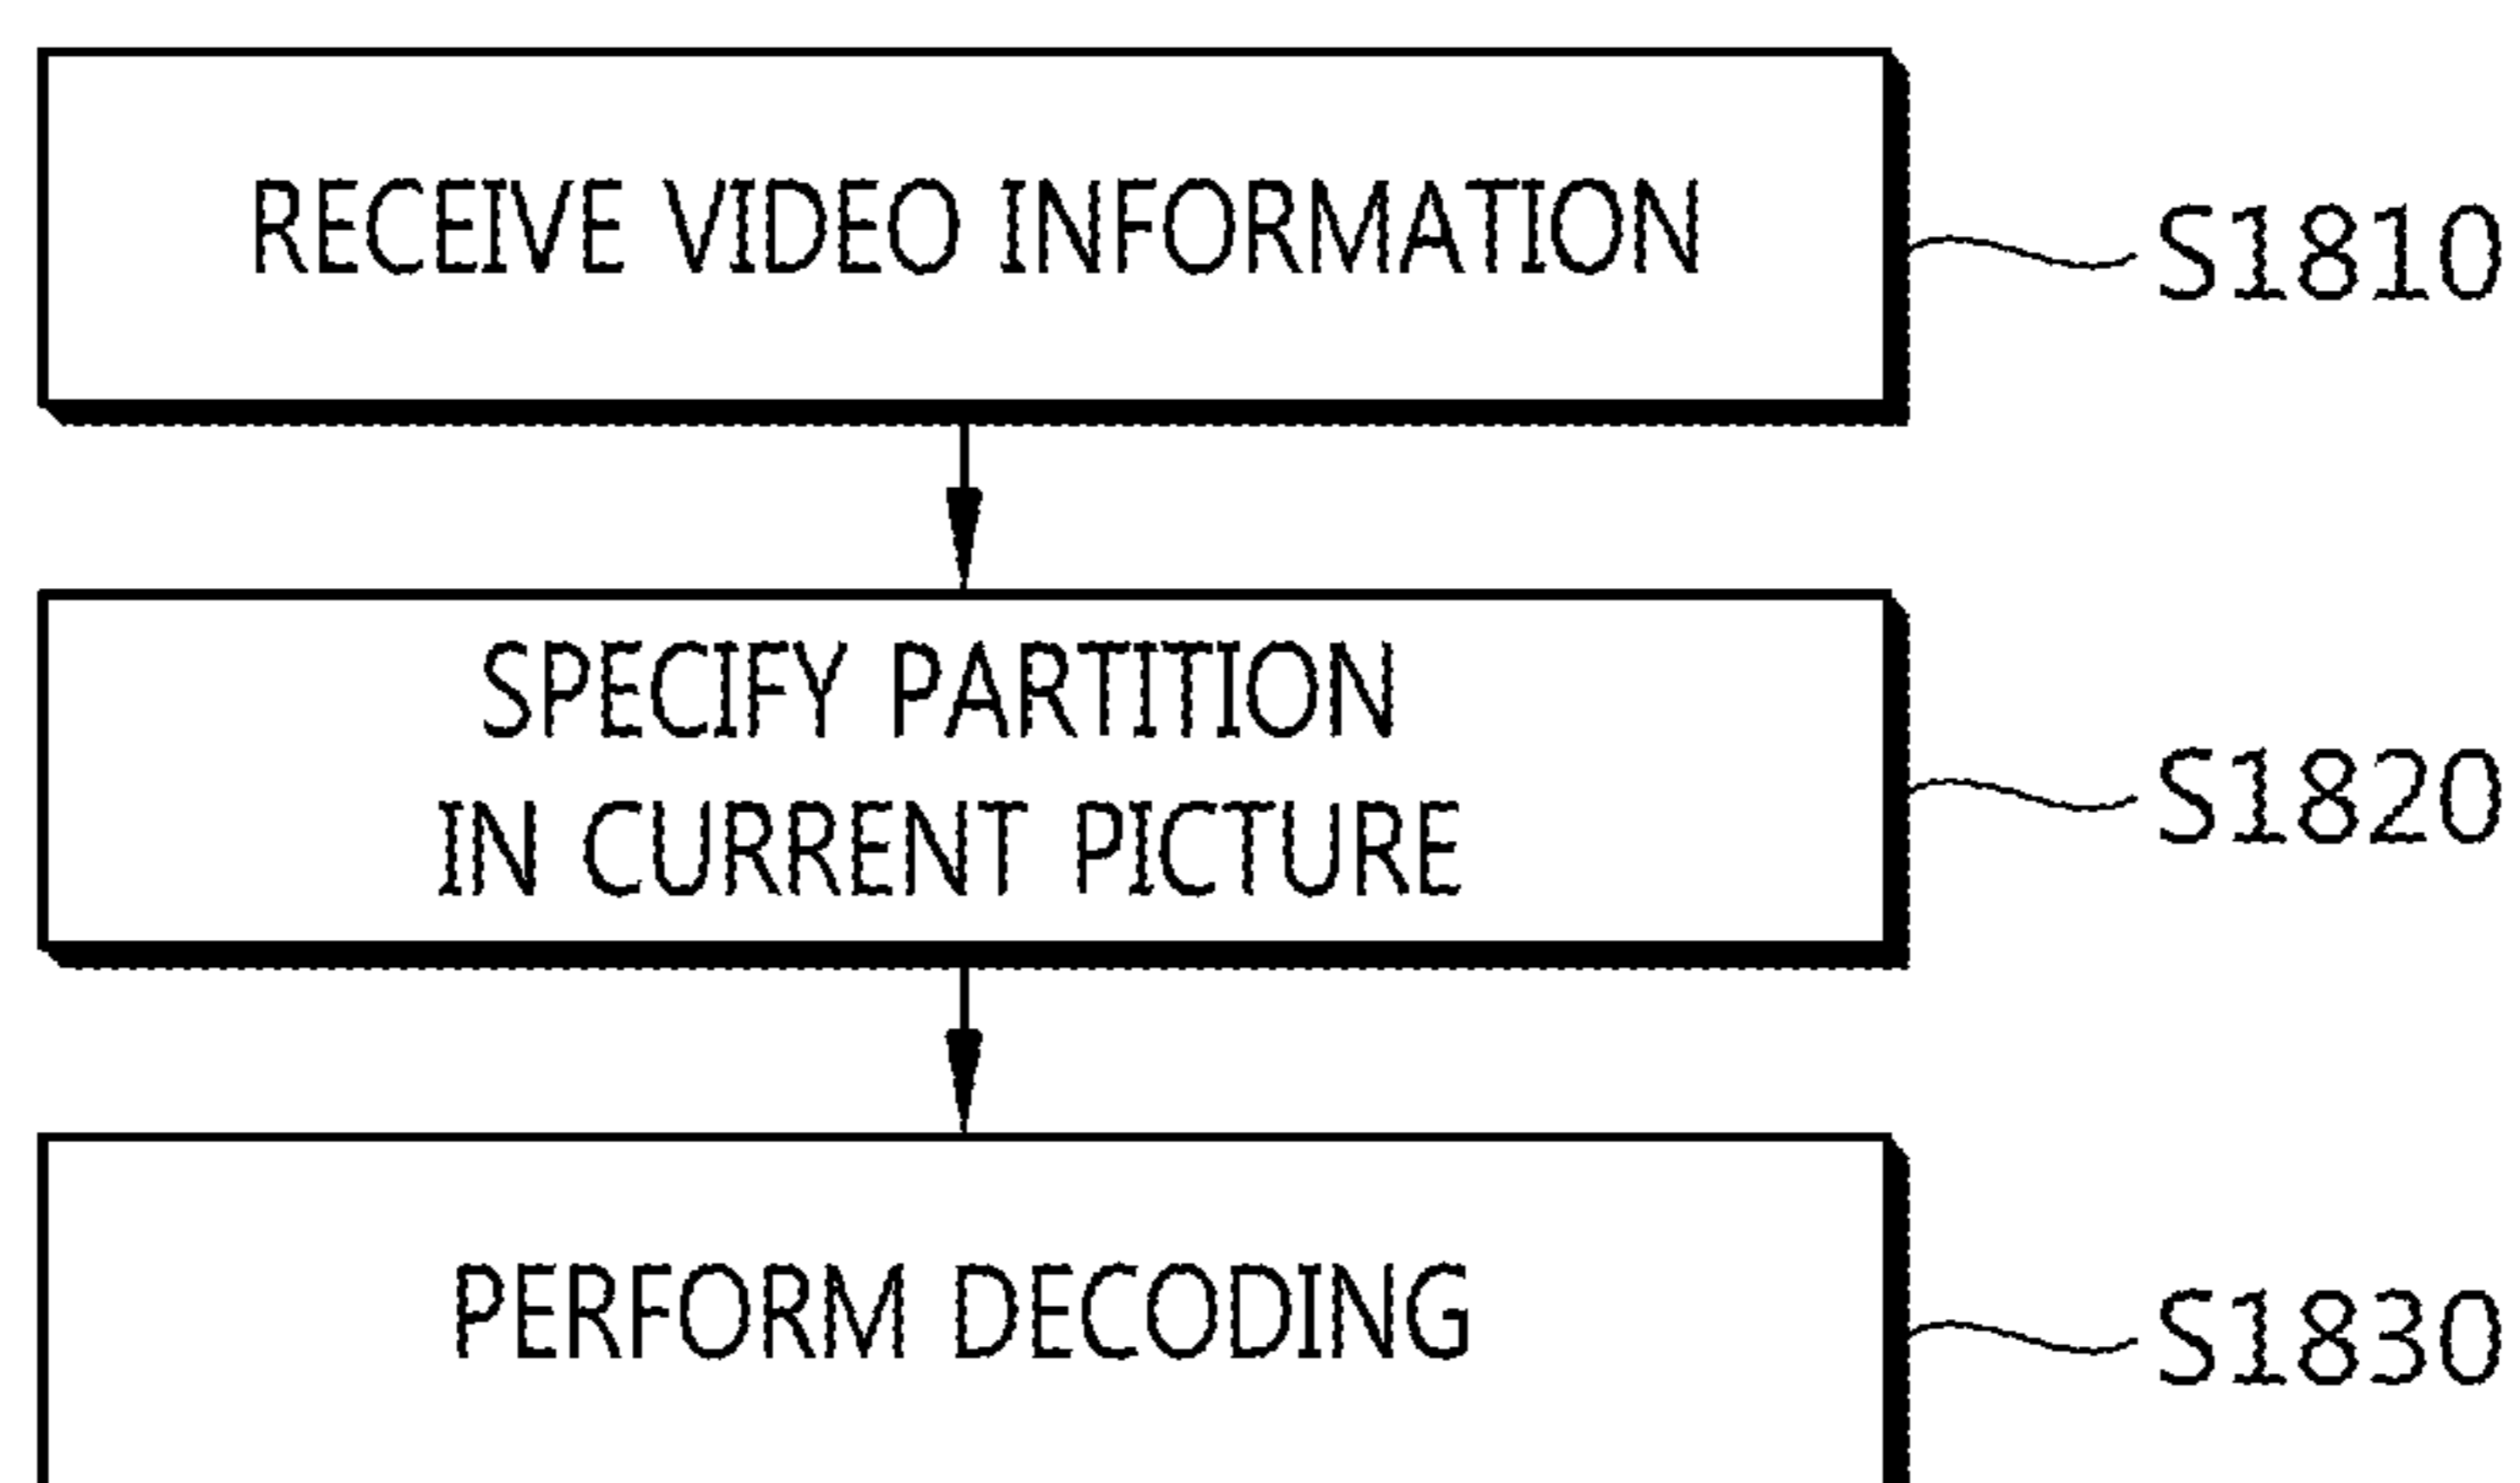 RECEIVE VIDEO INFORMATION
S1810
SPECIFY PARTITION
IN CURRENT PICTURE
S1820
PERFORM DECODING
S1830